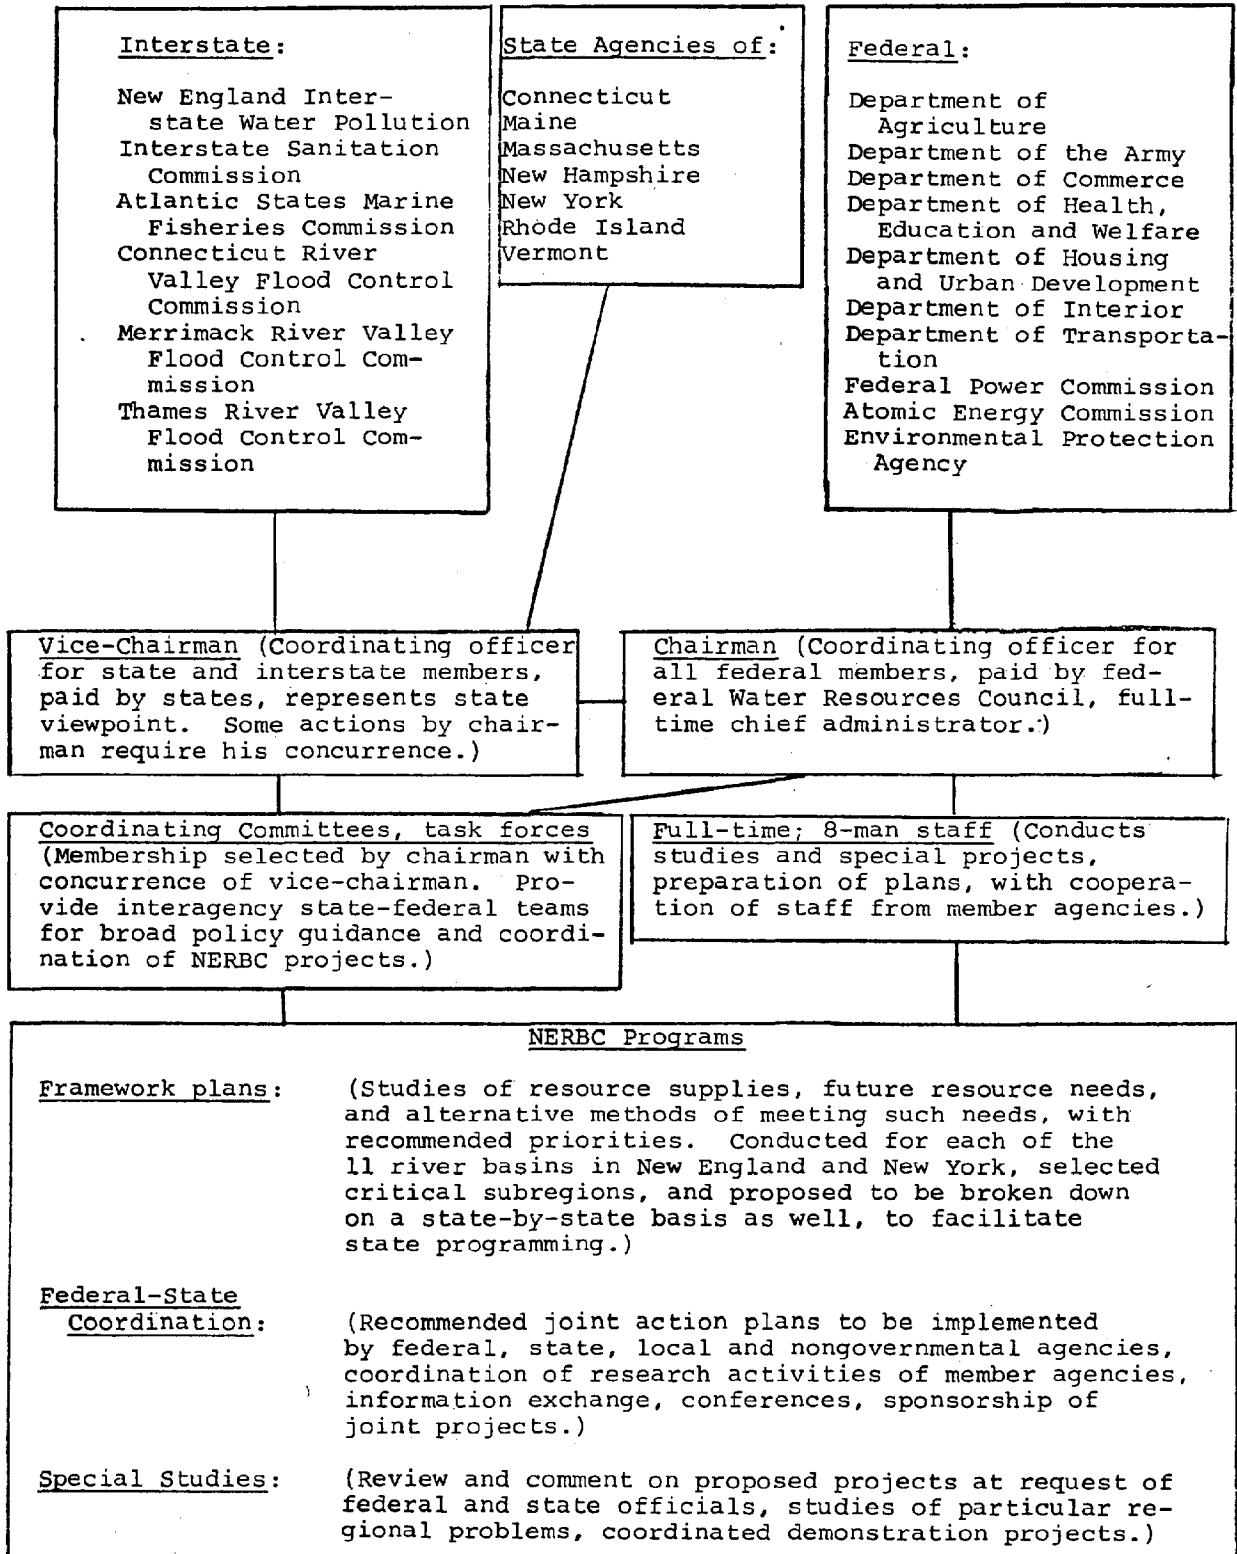 Interstate:
New England Inter-
state Water Pollution
Interstate Sanitation
Commission
Atlantic States Marine
Fisheries Commission
Connecticut River
Valley Flood Control
Commission
Merrimack River Valley
Flood Control Com-
mission
Thames River Valley
Flood Control Com-
mission
State Agencies of:
Connecticut
Maine
Massachusetts
New Hampshire
New York
Rhode Island
Vermont
Federal:
Department of
Agriculture
Department of the Army
Department of Commerce
Department of Health,
Education and Welfare
Department of Housing
and Urban Development
Department of Interior
Department of Transporta-
tion
Federal Power Commission
Atomic Energy Commission
Environmental Protection
Agency
Vice-Chairman (Coordinating officer
for state and interstate members,
paid by states, represents state
viewpoint. Some actions by chair-
man require his concurrence.)
Chairman (Coordinating officer for
all federal members, paid by fed-
eral Water Resources Council, full-
time chief administrator.)
Coordinating Committees, task forces
(Membership selected by chairman with
concurrence of vice-chairman. Pro-
vide interagency state-federal teams
for broad policy guidance and coordi-
nation of NERBC projects.)
Full-time; 8-man staff (Conducts
studies and special projects,
preparation of plans, with coopera-
tion of staff from member agencies.)
NERBC Programs
Framework plans: (Studies of resource supplies, future resource needs,
and alternative methods of meeting such needs, with
recommended priorities. Conducted for each of the
11 river basins in New England and New York, selected
critical subregions, and proposed to be broken down
on a state-by-state basis as well, to facilitate
state programming.)
Federal-State
Coordination: (Recommended joint action plans to be implemented
by federal, state, local and nongovernmental agencies,
coordination of research activities of member agencies,
information exchange, conferences, sponsorship of
joint projects.)
Special Studies: (Review and comment on proposed projects at request of
federal and state officials, studies of particular re-
gional problems, coordinated demonstration projects.)